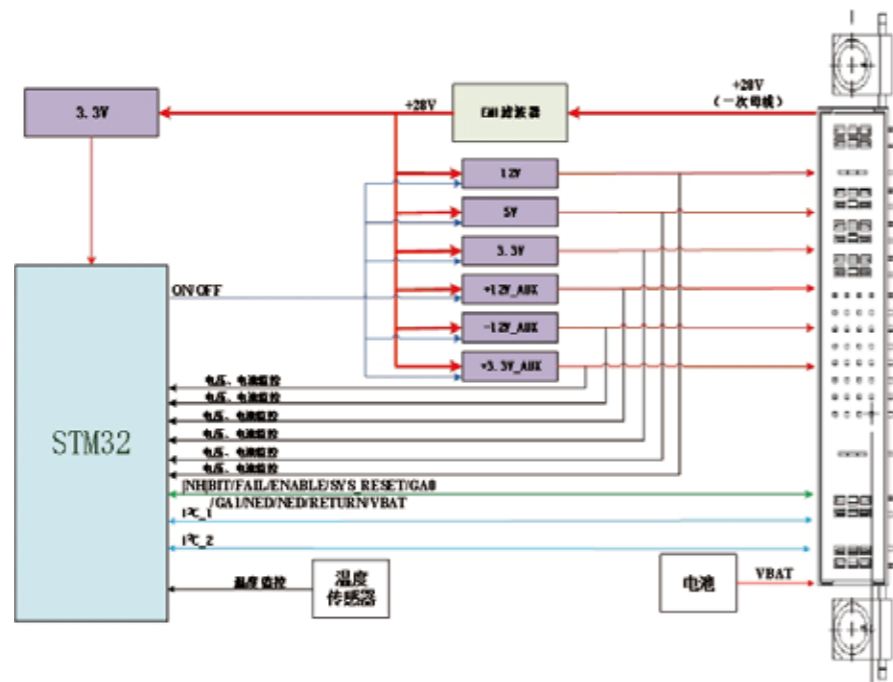 +28V
(一次母线)
3.3V
+28V
EMI滤波器
12V
5V
3.3V
+12V_AUX
-12V_AUX
+3.3V_AUX
ON/OFF
STM32
电压、电流监控
电压、电流监控
电压、电流监控
电压、电流监控
电压、电流监控
电压、电流监控
INHIBIT/FAIL/ENABLE/SYS_RESET/GA0
/GA1/NED/NED/RETURN/VBAT
I²C_1
I²C_2
温度监控
温度
传感器
电池
VBAT